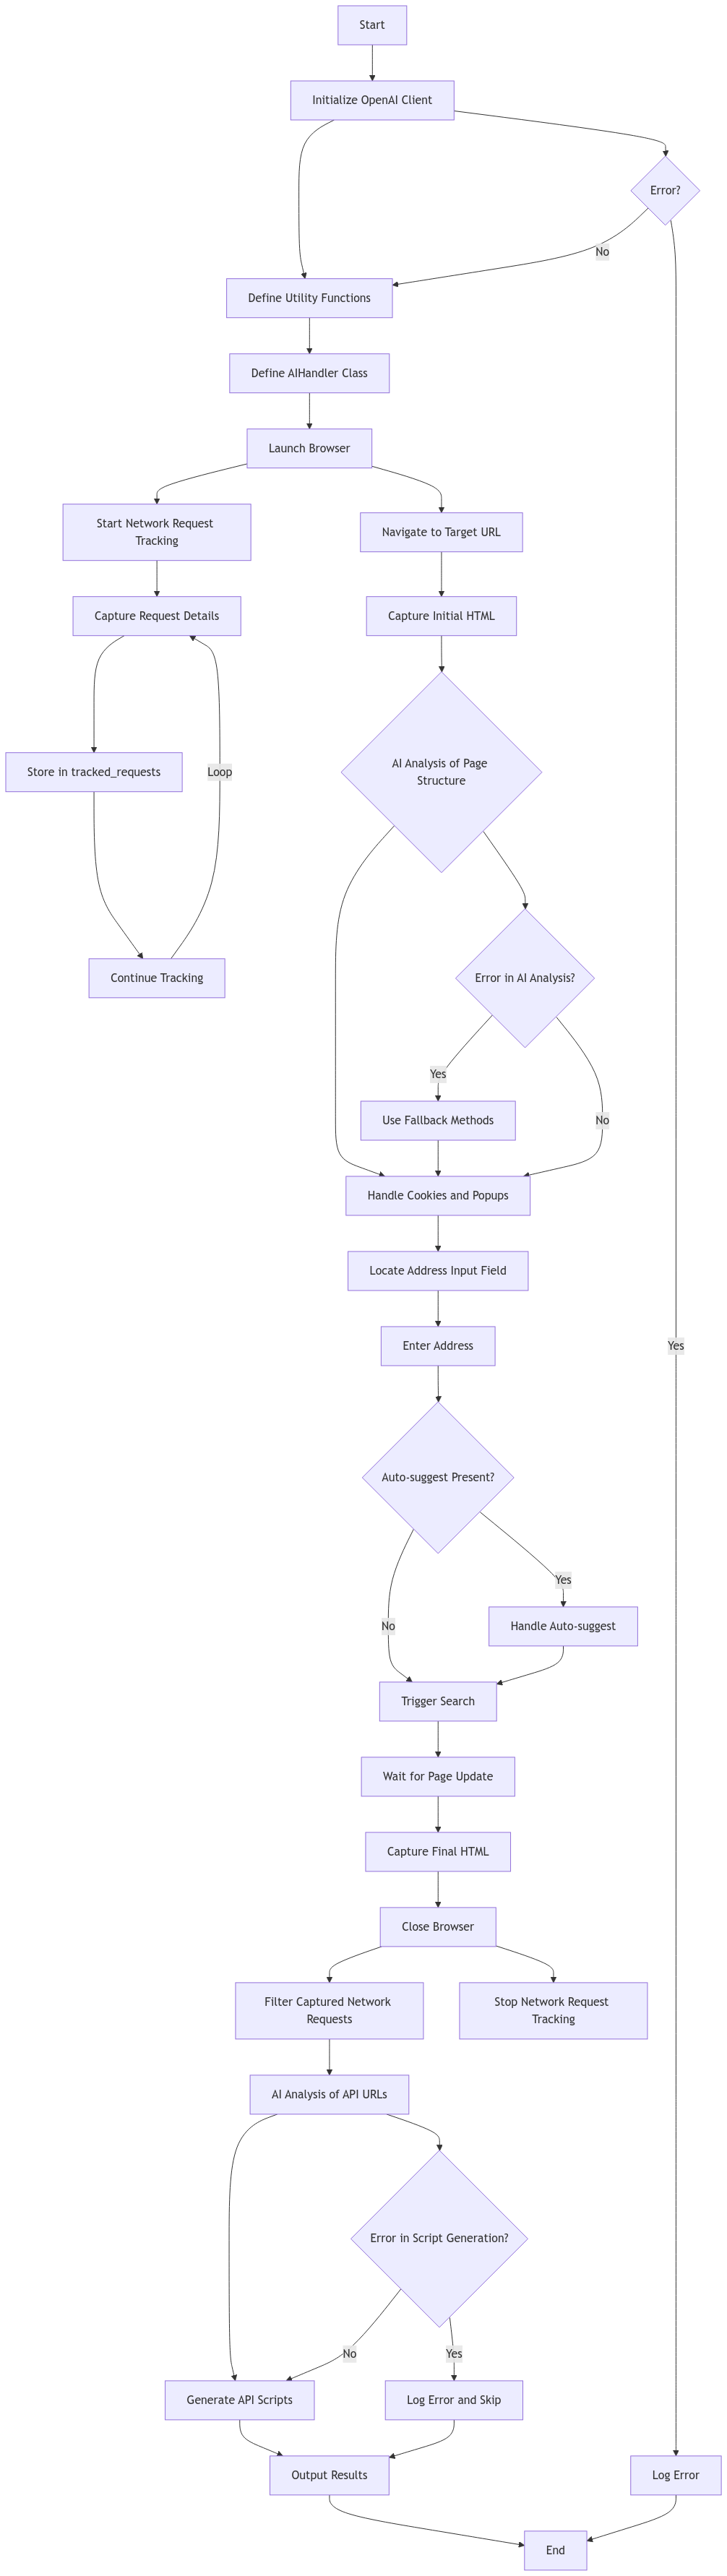 Start
Initialize OpenAI Client
Error?
No
Define Utility Functions
Define AIHandler Class
Launch Browser
Start Network Request
Tracking
Navigate to Target URL
Capture Request Details
Capture Initial HTML
Store in tracked_requests
Loop
AI Analysis of Page
Structure
Continue Tracking
Error in AI Analysis?
Yes
Use Fallback Methods
No
Handle Cookies and Popups
Locate Address Input Field
Enter Address
Yes
Auto-suggest Present?
Yes
No
Handle Auto-suggest
Trigger Search
Wait for Page Update
Capture Final HTML
Close Browser
Filter Captured Network
Requests
Stop Network Request
Tracking
AI Analysis of API URLs
Error in Script Generation?
No
Yes
Generate API Scripts
Log Error and Skip
Output Results
Log Error
End